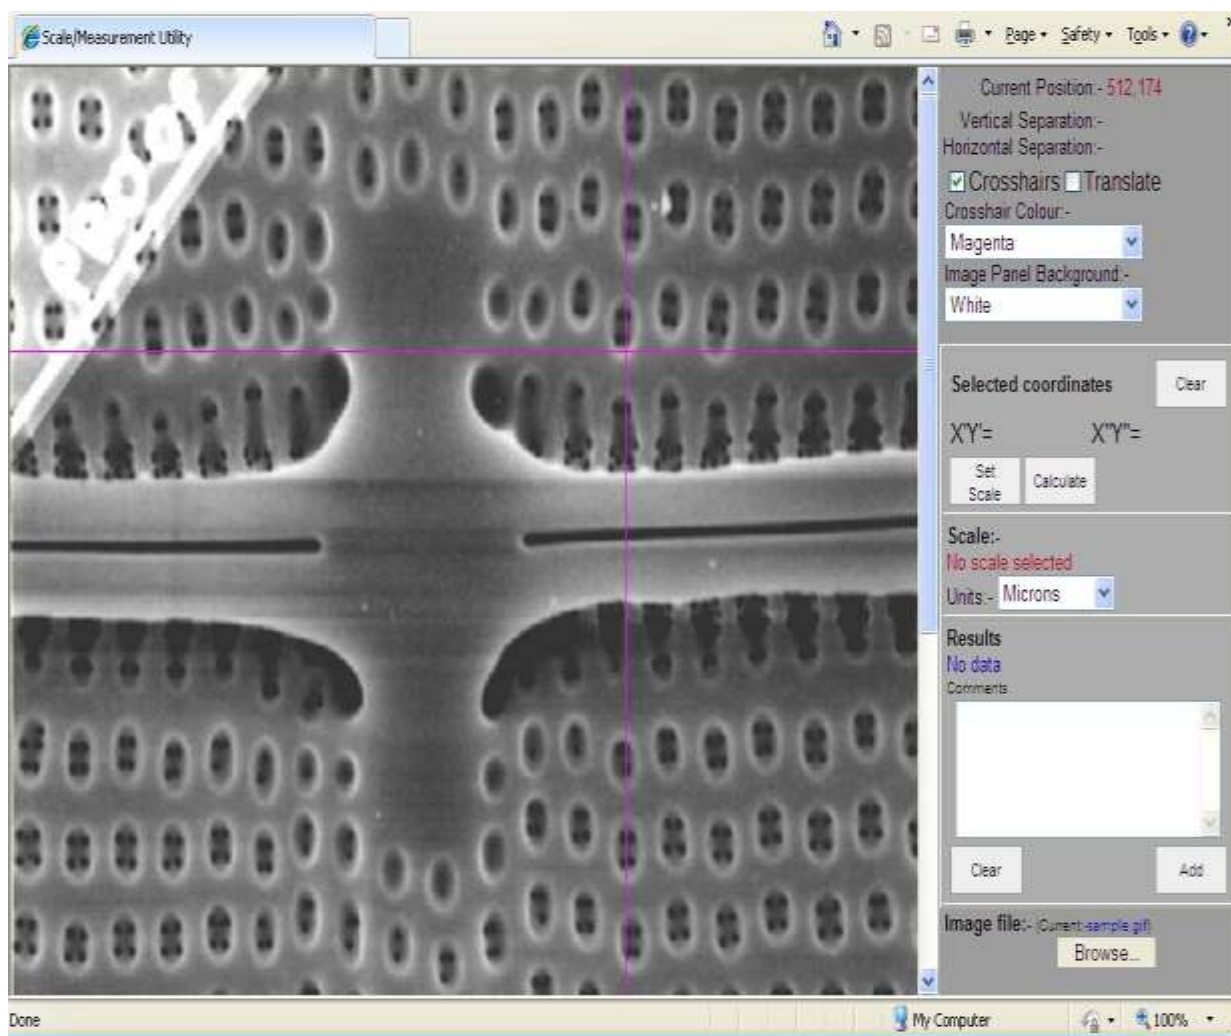 Scale/Measurement Utility
Page Safety Tools
Current Position:- 512,174
Vertical Separation:-
Horizontal Separation:-
Crosshairs Translate
Crosshair Colour:-
Magenta
Image Panel Background:-
White
Selected coordinates Clear
X'Y'= X"Y"=
Set Scale Calculate
Scale:-
No scale selected
Units:- Microns
Results
No data
Comments
Clear Add
Image file:- (Current:-sample.gif)
Browse...
Done My Computer 100%